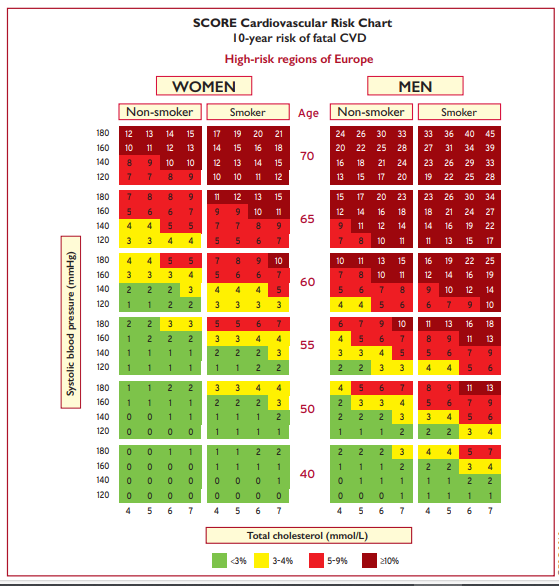 SCORE Cardiovascular Risk Chart
10-year risk of fatal CVD
High-risk regions of Europe
WOMEN MEN
Non-smoker Smoker Age Non-smoker Smoker
Systolic blood pressure (mmHg)
180 12 13 14 15 17 19 20 21 24 26 30 33 33 36 40 45
160 10 11 12 13 14 15 16 18 20 22 25 28 27 31 34 39
70
140 8 9 10 10 12 13 14 15 16 18 21 24 23 26 29 33
120 7 7 8 9 10 10 11 12 13 15 17 20 19 22 25 28
180 7 8 8 9 11 12 13 15 15 17 20 23 23 26 30 34
160 5 6 6 7 9 9 10 11 12 14 16 18 18 21 24 27
65
140 4 4 5 5 7 7 8 9 9 11 12 14 14 16 19 22
120 3 3 4 4 5 5 6 7 7 8 10 11 11 13 15 17
180 4 4 5 5 7 8 9 10 10 11 13 15 16 19 22 25
160 3 3 3 4 5 6 6 7 7 8 10 11 12 14 16 19
60
140 2 2 2 3 4 4 4 5 5 6 7 8 9 10 12 14
120 1 1 2 2 3 3 3 3 4 4 5 6 6 7 9 10
180 2 2 3 3 5 5 6 7 6 7 9 10 11 13 16 18
160 1 2 2 2 3 3 4 4 4 5 6 7 8 9 11 13
55
140 1 1 1 1 2 2 2 3 3 3 4 5 5 6 7 9
120 1 1 1 1 1 1 2 2 2 2 3 3 4 4 5 6
180 1 1 2 2 3 3 4 4 4 5 6 7 8 9 11 13
160 1 1 1 1 2 2 2 3 2 3 3 4 5 6 7 9
50
140 0 0 1 1 1 1 1 2 2 2 2 3 3 4 5 6
120 0 0 0 0 1 1 1 1 1 1 1 2 2 2 3 4
180 0 0 1 1 1 1 2 2 2 2 2 3 4 4 5 7
160 0 0 0 0 1 1 1 1 1 1 1 2 2 2 3 4
40
140 0 0 0 0 0 0 0 1 0 1 1 1 1 1 2 2
120 0 0 0 0 0 0 0 0 0 0 1 1 1 1 1 1
4 5 6 7 4 5 6 7 4 5 6 7 4 5 6 7
Total cholesterol (mmol/L)
<3% 3-4% 5-9% ≥10%